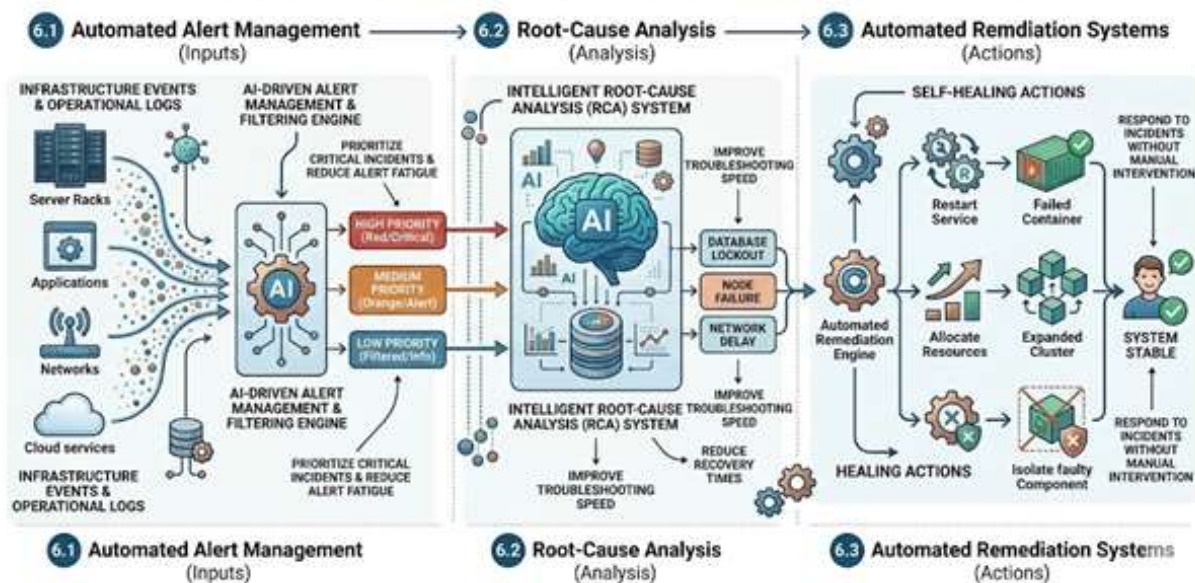 6.1 Automated Alert Management
(Inputs)
6.2 Root-Cause Analysis
(Analysis)
6.3 Automated Remdiation Systems
(Actions)
INFRASTRUCTURE EVENTS
& OPERATIONAL LOGS
Server Racks
Applications
Networks
Cloud services
INFRASTRUCTURE
EVENTS &
OPERATIONAL LOGS
AI-DRIVEN ALERT
MANAGEMENT &
FILTERING ENGINE
PRIORITIZE
CRITICAL INCIDENTS &
REDUCE ALERT FATIGUE
AI
HIGH PRIORITY
(Red/Critical)
MEDIUM
PRIORITY
(Orange/Alert)
LOW PRIORITY
(Filtered/Info)
AI-DRIVEN ALERT
MANAGEMENT &
FILTERING ENGINE
PRIORITIZE CRITICAL
INCIDENTS & REDUCE
ALERT FATIGUE
INTELLIGENT ROOT-CAUSE
ANALYSIS (RCA) SYSTEM
AI
AI
AI
INTELLIGENT ROOT-CAUSE
ANALYSIS (RCA) SYSTEM
IMPROVE
TROUBLESHOOTING
SPEED
REDUCE
RECOVERY
TIMES
IMPROVE
TROUBLESHOOTING
SPEED
DATABASE
LOCKOUT
NODE
FAILURE
NETWORK
DELAY
IMPROVE
TROUBLESHOOTING
SPEED
SELF-HEALING ACTIONS
Automated
Remediation
Engine
R
Restart
Service
Failed
Container
Allocate
Resources
Expanded
Cluster
HEALING ACTIONS
Isolate faulty
Component
RESPOND TO
INCIDENTS
WITHOUT
MANUAL
INTERVENTION
SYSTEM
STABLE
RESPOND TO
INCIDENTS
WITHOUT
MANUAL
INTERVENTION
6.1 Automated Alert Management
(Inputs)
6.2 Root-Cause Analysis
(Analysis)
6.3 Automated Remediation Systems
(Actions)